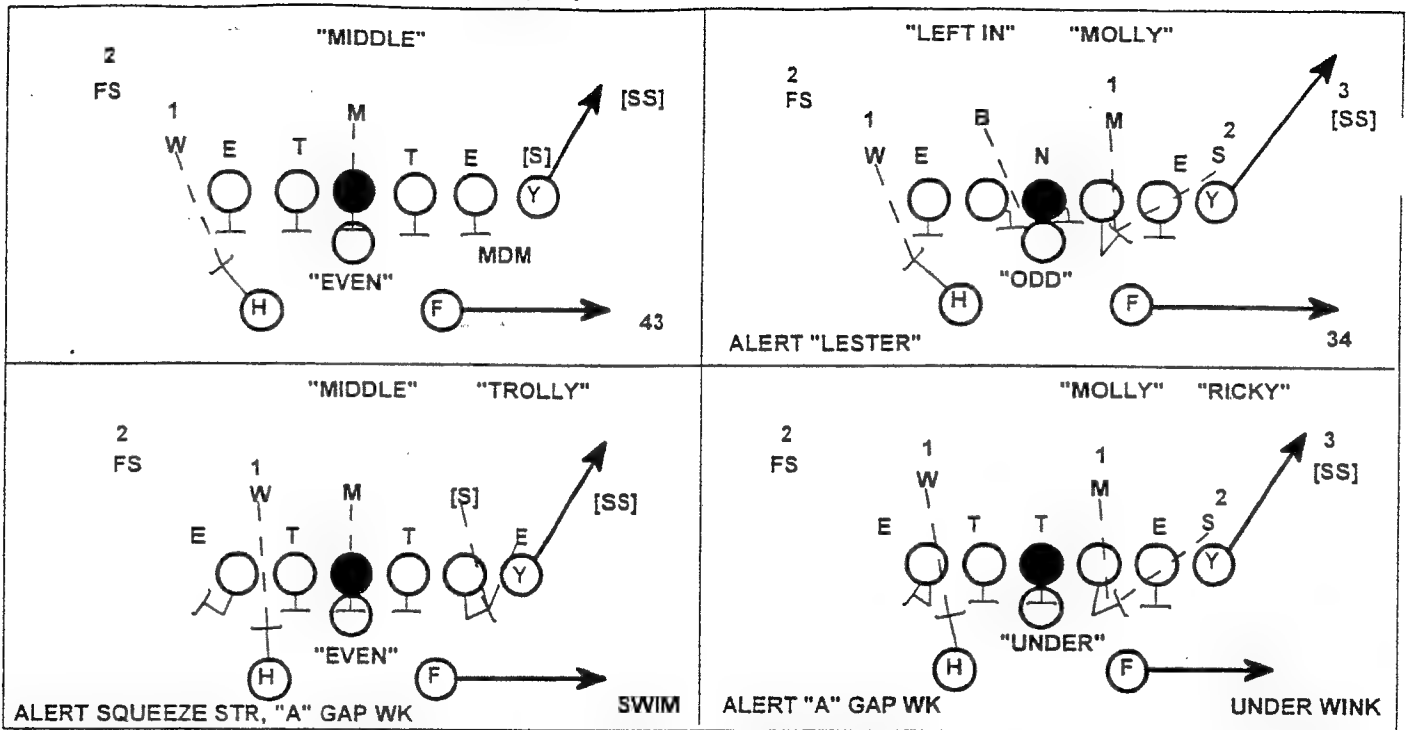 "MIDDLE"
2
FS
1
W
E
T
M
T
E
[S]
[SS]
Y
MDM
"EVEN"
H
F
43
"LEFT IN" "MOLLY"
2
FS
1
W
E
B
N
1
M
E
S 2
3
[SS]
Y
"ODD"
H
F
ALERT "LESTER"
34
"MIDDLE" "TROLLY"
2
FS
1
W
E
T
M
T
[S]
E
[SS]
Y
"EVEN"
H
F
ALERT SQUEEZE STR, "A" GAP WK
SWIM
"MOLLY" "RICKY"
2
FS
1
W
E
T
T
1
M
E
S 2
3
[SS]
Y
"UNDER"
H
F
ALERT "A" GAP WK
UNDER WINK